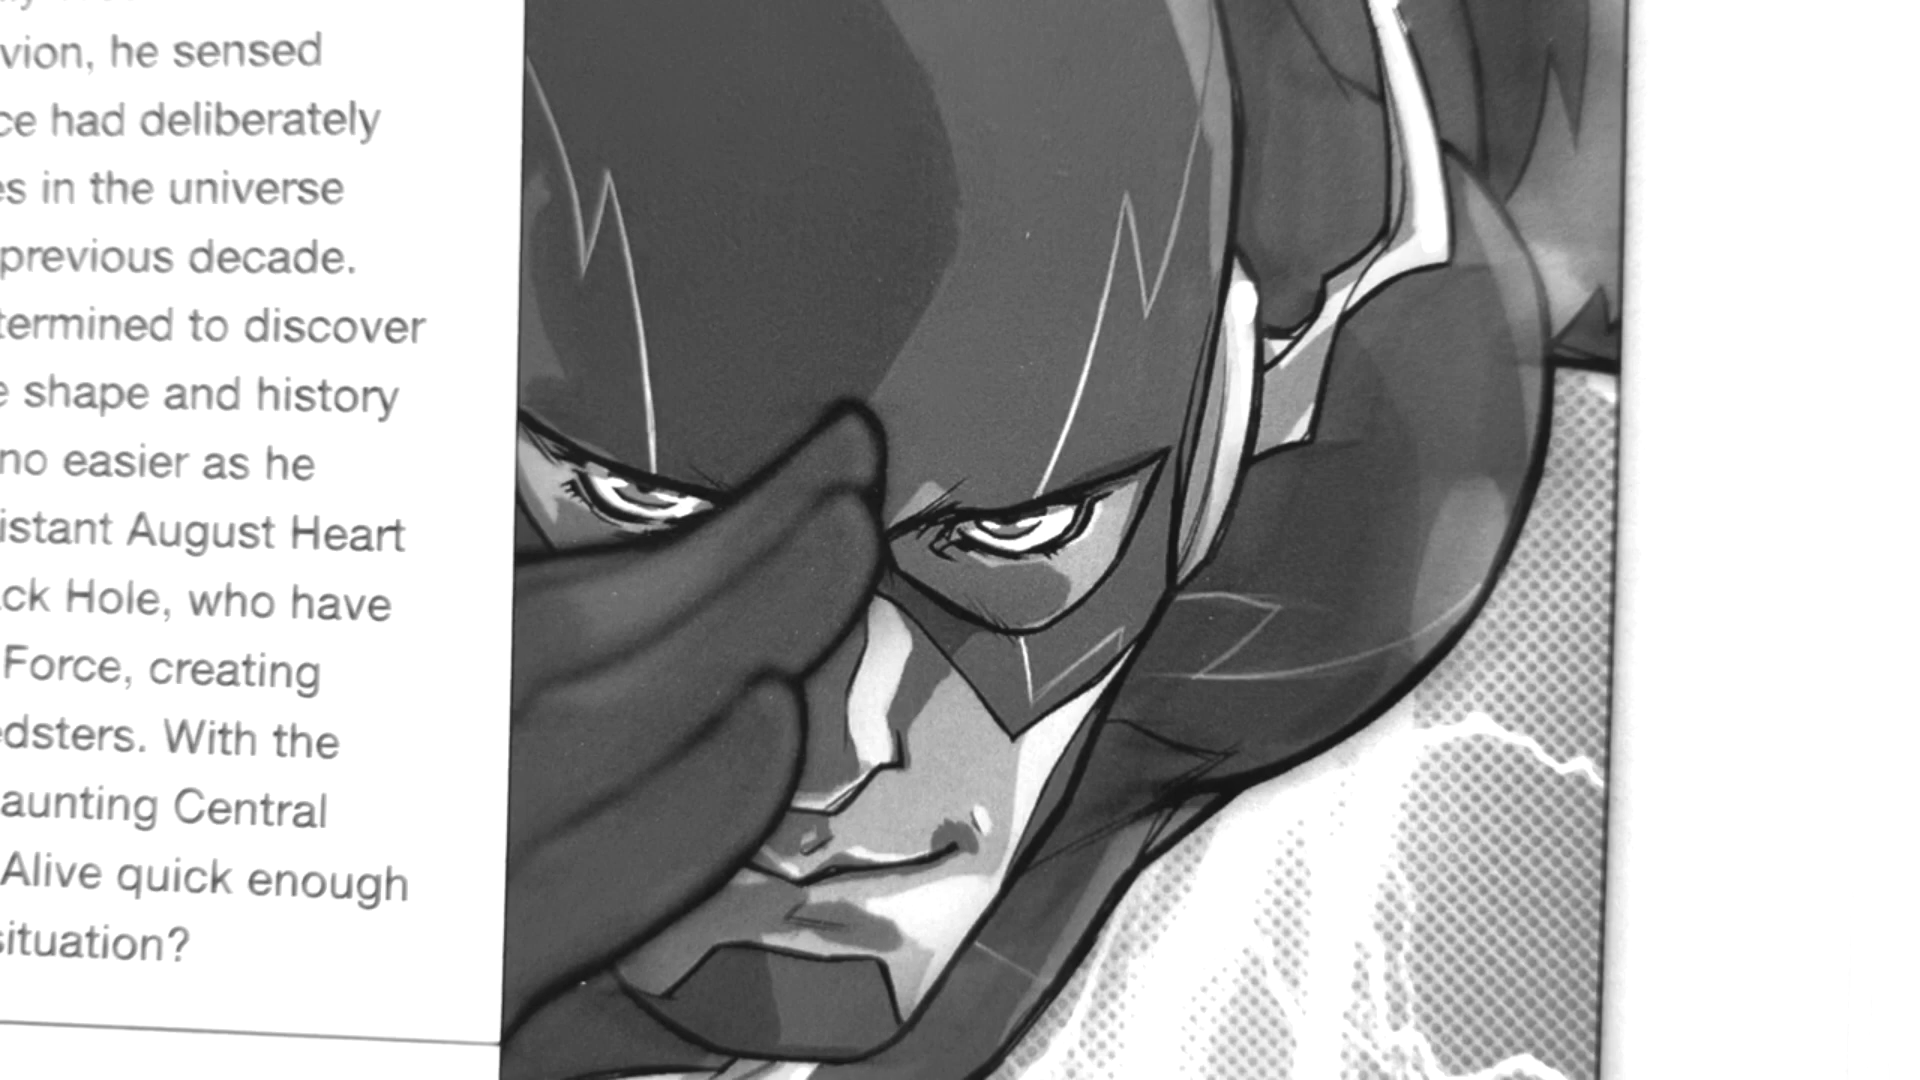 vion, he sensed
ce had deliberately
es in the universe
previous decade.
termined to discover
e shape and history
no easier as he
istant August Heart
ck Hole, who have
Force, creating
edsters. With the
aunting Central
Alive quick enough
situation?